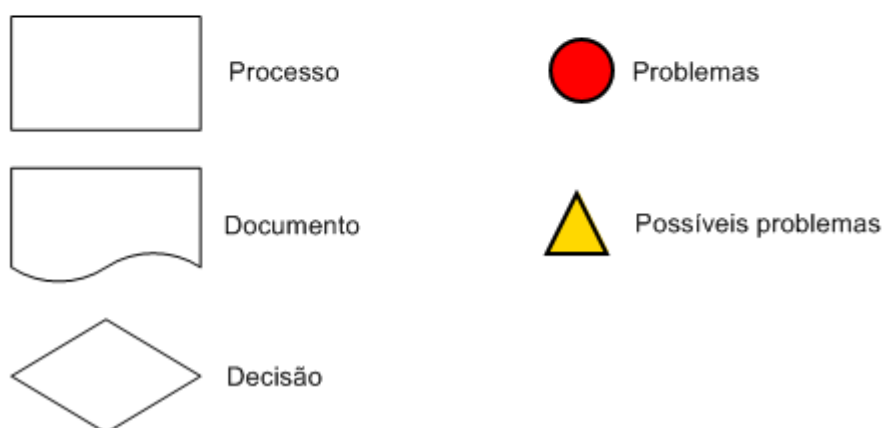 Processo
Problemas
Documento
Possíveis problemas
Decisão